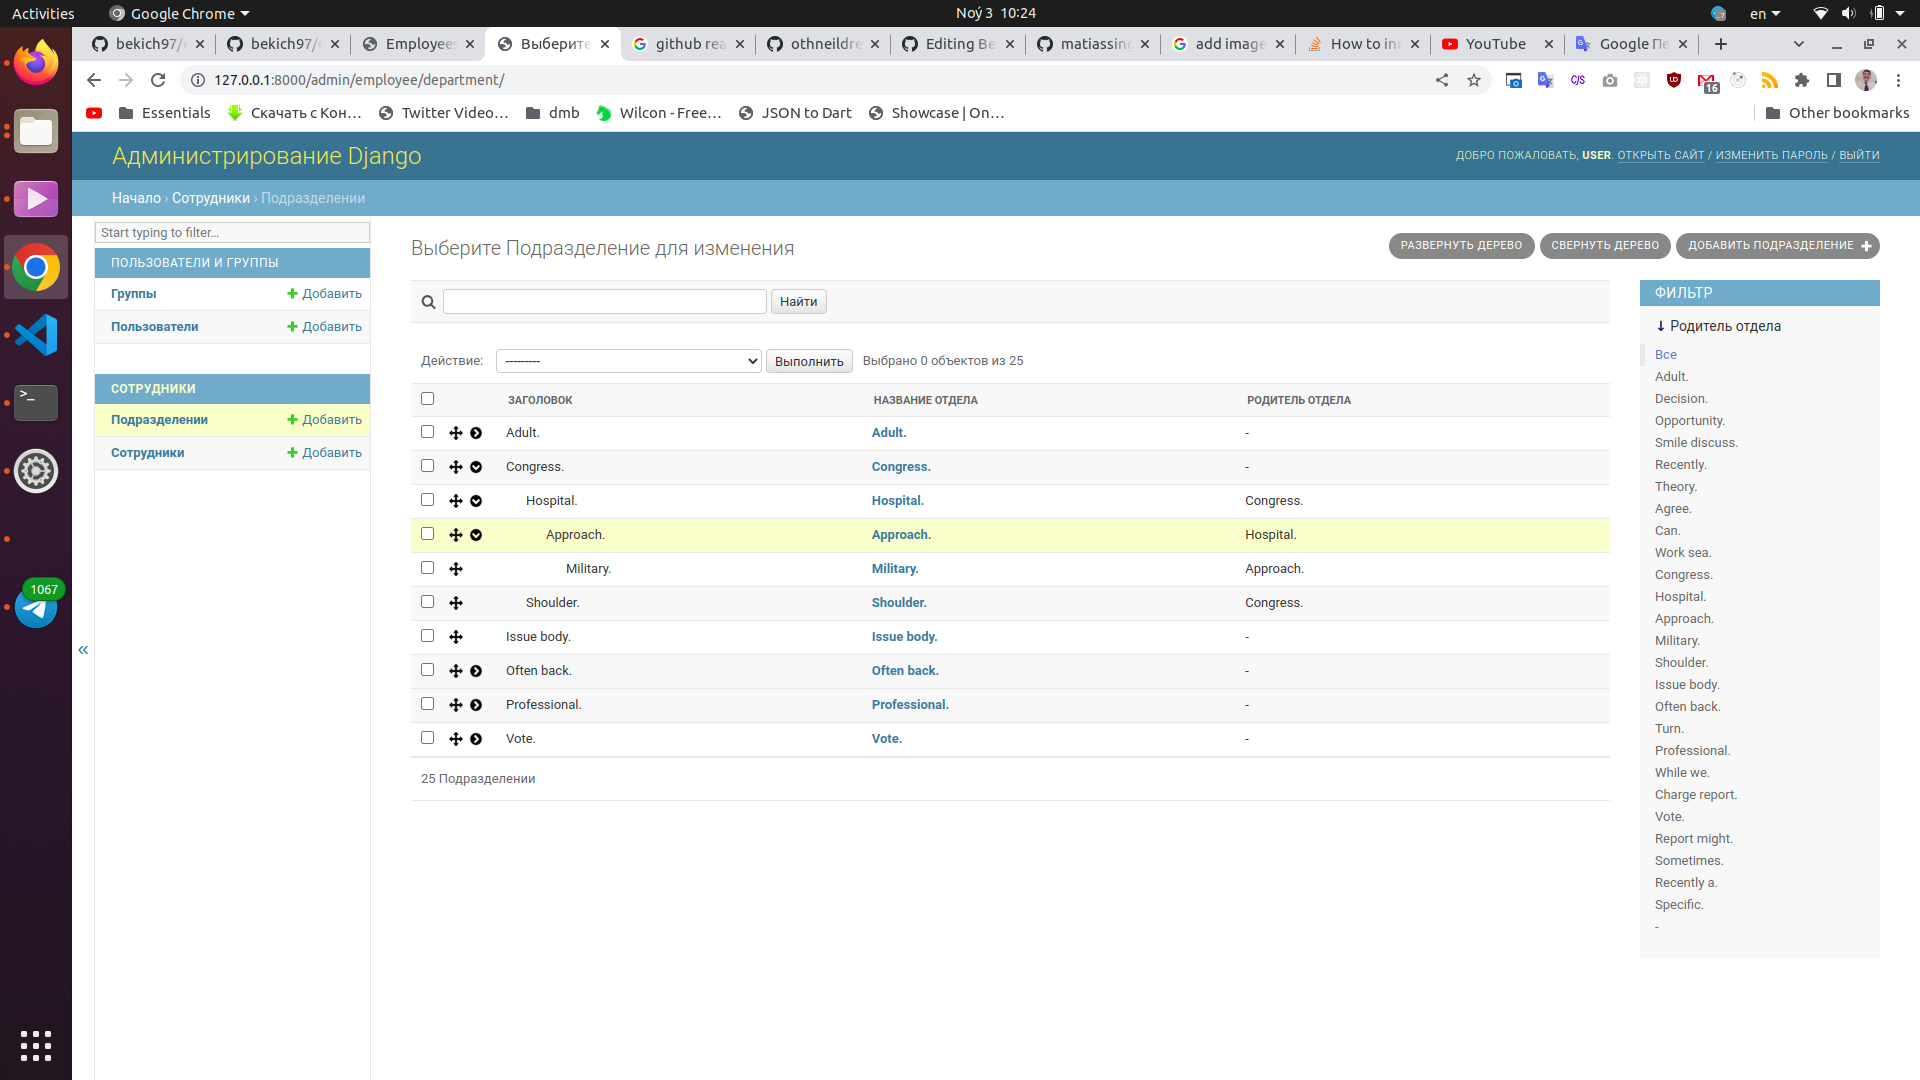 Activities
Google Chrome
Noý 3 10:24
en
bekich97/
bekich97/
Employees
Выберите
github rea
othneildre
Editing Be
matiassing
add image
How to inc
YouTube
Google Пе
127.0.0.1:8000/admin/employee/department/
16
Essentials
Скачать с Кон…
Twitter Video…
dmb
Wilcon - Free…
JSON to Dart
Showcase | On…
Other bookmarks
Администрирование Django
ДОБРО ПОЖАЛОВАТЬ, USER. ОТКРЫТЬ САЙТ / ИЗМЕНИТЬ ПАРОЛЬ / ВЫЙТИ
Начало › Сотрудники › Подразделении
Start typing to filter…
ПОЛЬЗОВАТЕЛИ И ГРУППЫ
Группы Добавить
Пользователи Добавить
СОТРУДНИКИ
Подразделении Добавить
Сотрудники Добавить
«
1067
Выберите Подразделение для изменения
РАЗВЕРНУТЬ ДЕРЕВО
СВЕРНУТЬ ДЕРЕВО
ДОБАВИТЬ ПОДРАЗДЕЛЕНИЕ
Найти
Действие: --------- Выполнить Выбрано 0 объектов из 25
ЗАГОЛОВОК НАЗВАНИЕ ОТДЕЛА РОДИТЕЛЬ ОТДЕЛА
Adult. Adult. -
Congress. Congress. -
Hospital. Hospital. Congress.
Approach. Approach. Hospital.
Military. Military. Approach.
Shoulder. Shoulder. Congress.
Issue body. Issue body. -
Often back. Often back. -
Professional. Professional. -
Vote. Vote. -
25 Подразделении
ФИЛЬТР
↓ Родитель отдела
Все
Adult.
Decision.
Opportunity.
Smile discuss.
Recently.
Theory.
Agree.
Can.
Work sea.
Congress.
Hospital.
Approach.
Military.
Shoulder.
Issue body.
Often back.
Turn.
Professional.
While we.
Charge report.
Vote.
Report might.
Sometimes.
Recently a.
Specific.
-